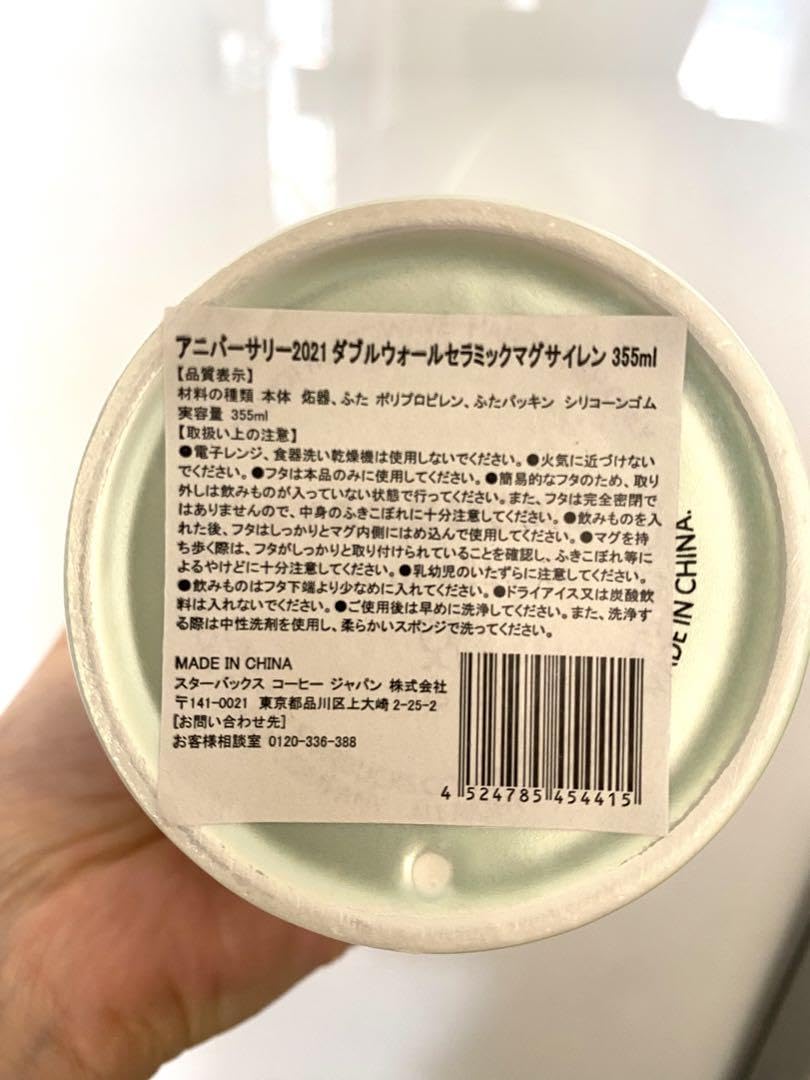 アニバーサリー2021 ダブルウォールセラミックマグサイレン 355ml
【品質表示】
材料の種類 本体 炻器、ふた ポリプロピレン、ふたパッキン シリコーンゴム
実容量 355ml
【取扱い上の注意】
●電子レンジ、食器洗い乾燥機は使用しないでください。●火気に近づけない
でください。●フタは本品のみに使用してください。●簡易的なフタのため、取り
外しは飲みものが入っていない状態で行ってください。また、フタは完全密閉で
はありませんので、中身のふきこぼれに十分注意してください。●飲みものを入
れた後、フタはしっかりとマグ内側にはめ込んで使用してください。●マグを持
ち歩く際は、フタがしっかりと取り付けられていることを確認し、ふきこぼれ等に
よるやけどに十分注意してください。●乳幼児のいたずらに注意してください。
●飲みものはフタ下端より少なめに入れてください。●ドライアイス又は炭酸飲
料は入れないでください。●ご使用後は早めに洗浄してください。また、洗浄す
る際は中性洗剤を使用し、柔らかいスポンジで洗ってください。
MADE IN CHINA
スターバックス コーヒー ジャパン 株式会社
〒141-0021 東京都品川区上大崎 2-25-2
[お問い合わせ先]
お客様相談室 0120-336-388
4 524785 454415
DE IN CHINA.